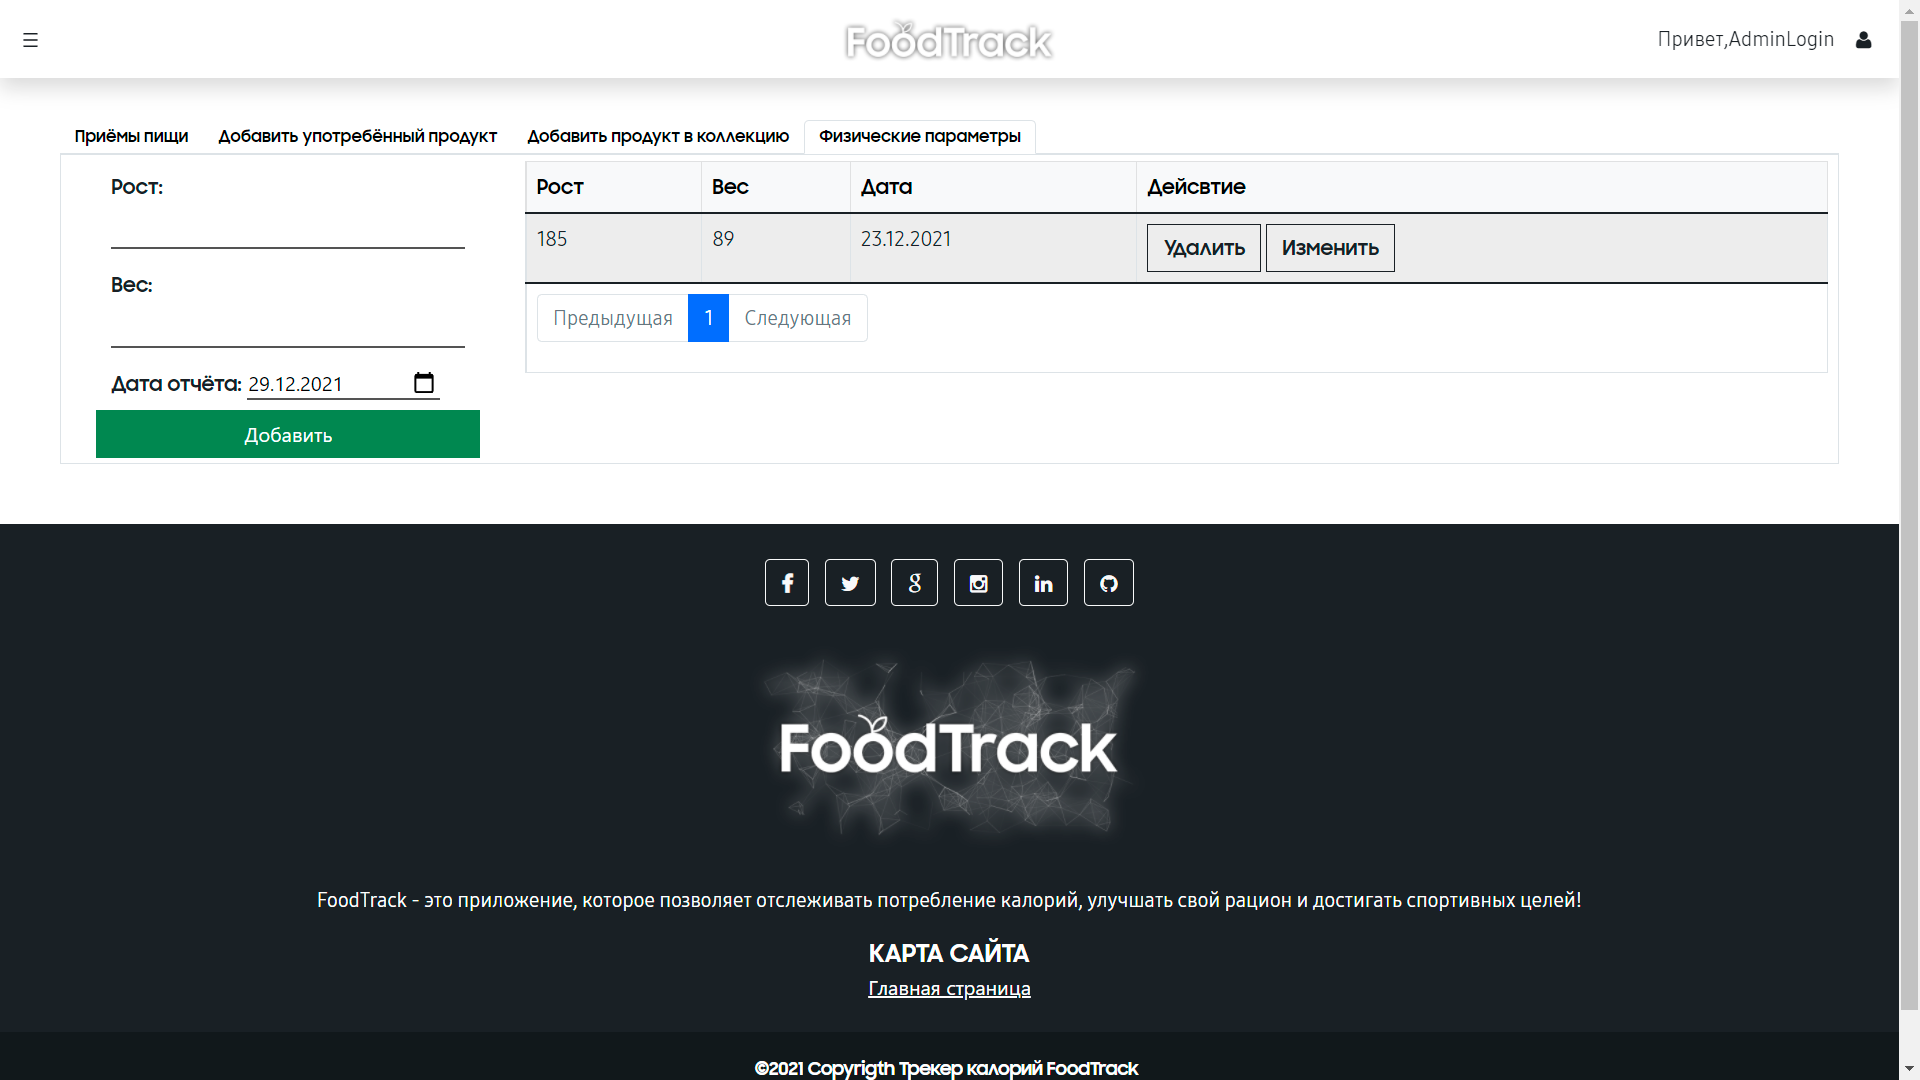 ☰ FoodTrack Привет,AdminLogin
Приёмы пищи Добавить употребённый продукт Добавить продукт в коллекцию Физические параметры
Рост:
Вес:
Дата отчёта: 29.12.2021
Добавить
Рост Вес Дата Дейсвтие
185 89 23.12.2021 Удалить Изменить
Предыдущая 1 Следующая
FoodTrack
FoodTrack - это приложение, которое позволяет отслеживать потребление калорий, улучшать свой рацион и достигать спортивных целей!
КАРТА САЙТА
Главная страница
©2021 Copyrigth Трекер калорий FoodTrack